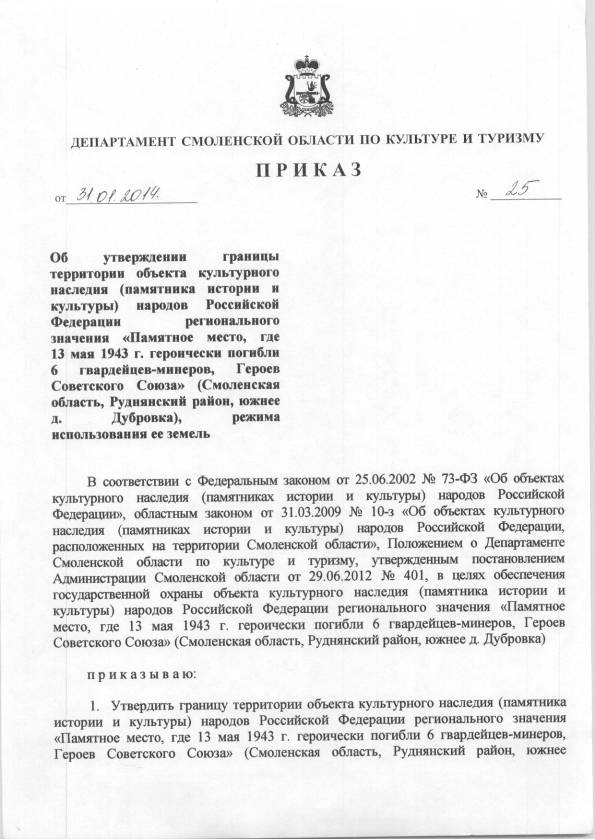 ДЕПАРТАМЕНТ СМОЛЕНСКОЙ ОБЛАСТИ ПО КУЛЬТУРЕ И ТУРИЗМУ
ПРИКАЗ
от 31.01.2014. № 25
Об утверждении границы
территории объекта культурного
наследия (памятника истории и
культуры) народов Российской
Федерации регионального
значения «Памятное место, где
13 мая 1943 г. героически погибли
6 гвардейцев-минеров, Героев
Советского Союза» (Смоленская
область, Руднянский район, южнее
д. Дубровка), режима
использования ее земель
В соответствии с Федеральным законом от 25.06.2002 № 73-ФЗ «Об объектах
культурного наследия (памятниках истории и культуры) народов Российской
Федерации», областным законом от 31.03.2009 № 10-з «Об объектах культурного
наследия (памятниках истории и культуры) народов Российской Федерации,
расположенных на территории Смоленской области», Положением о Департаменте
Смоленской области по культуре и туризму, утвержденным постановлением
Администрации Смоленской области от 29.06.2012 № 401, в целях обеспечения
государственной охраны объекта культурного наследия (памятника истории и
культуры) народов Российской Федерации регионального значения «Памятное
место, где 13 мая 1943 г. героически погибли 6 гвардейцев-минеров, Героев
Советского Союза» (Смоленская область, Руднянский район, южнее д. Дубровка)
приказываю:
1. Утвердить границу территории объекта культурного наследия (памятника
истории и культуры) народов Российской Федерации регионального значения
«Памятное место, где 13 мая 1943 г. героически погибли 6 гвардейцев-минеров,
Героев Советского Союза» (Смоленская область, Руднянский район, южнее